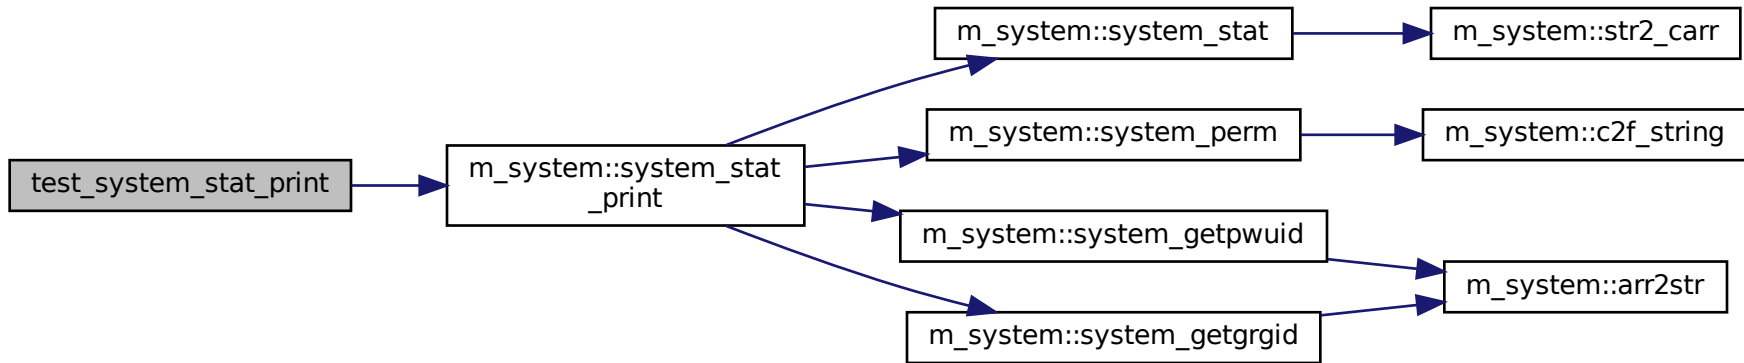 test_system_stat_print
m_system::system_stat
_print
m_system::system_stat
m_system::str2_carr
m_system::system_perm
m_system::c2f_string
m_system::system_getpwuid
m_system::arr2str
m_system::system_getgrgid